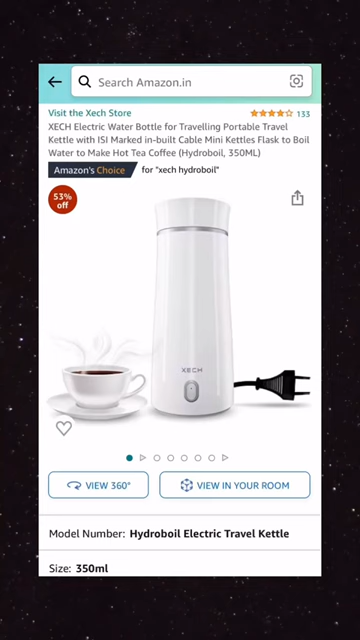 Search Amazon.in
Visit the Xech Store
133
XECH Electric Water Bottle for Travelling Portable Travel
Kettle with ISI Marked in-built Cable Mini Kettles Flask to Boil
Water to Make Hot Tea Coffee (Hydroboil, 350ML)
Amazon's Choice for "xech hydroboil"
53%
off
XECH
VIEW 360°
VIEW IN YOUR ROOM
Model Number: Hydroboil Electric Travel Kettle
Size: 350ml